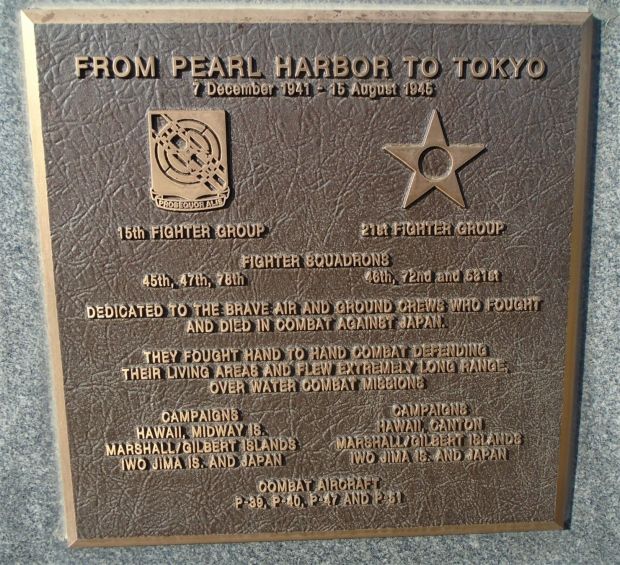 FROM PEARL HARBOR TO TOKYO
7 December 1941 - 15 August 1945
PROSEQUOR ALIS
15th FIGHTER GROUP
21st FIGHTER GROUP
FIGHTER SQUADRONS
45th, 47th, 78th
46th, 72nd and 531st
DEDICATED TO THE BRAVE AIR AND GROUND CREWS WHO FOUGHT
AND DIED IN COMBAT AGAINST JAPAN.
THEY FOUGHT HAND TO HAND COMBAT DEFENDING
THEIR LIVING AREAS AND FLEW EXTREMELY LONG RANGE,
OVER WATER COMBAT MISSIONS
CAMPAIGNS
HAWAII, MIDWAY IS.
MARSHALL/GILBERT ISLANDS
IWO JIMA IS. AND JAPAN
CAMPAIGNS
HAWAII, CANTON
MARSHALL/GILBERT ISLANDS
IWO JIMA IS. AND JAPAN
COMBAT AIRCRAFT
P-39, P-40, P-47 AND P-51